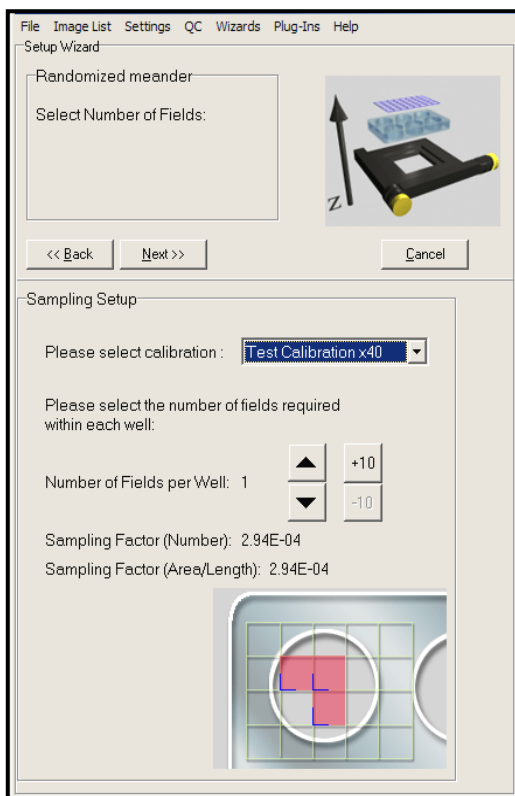 File Image List Settings QC Wizards Plug-Ins Help
Setup Wizard
Randomized meander
Select Number of Fields:
Z
<< Back Next >> Cancel
Sampling Setup
Please select calibration : Test Calibration x40
Please select the number of fields required
within each well:
+10
Number of Fields per Well: 1
-10
Sampling Factor (Number): 2.94E-04
Sampling Factor (Area/Length): 2.94E-04